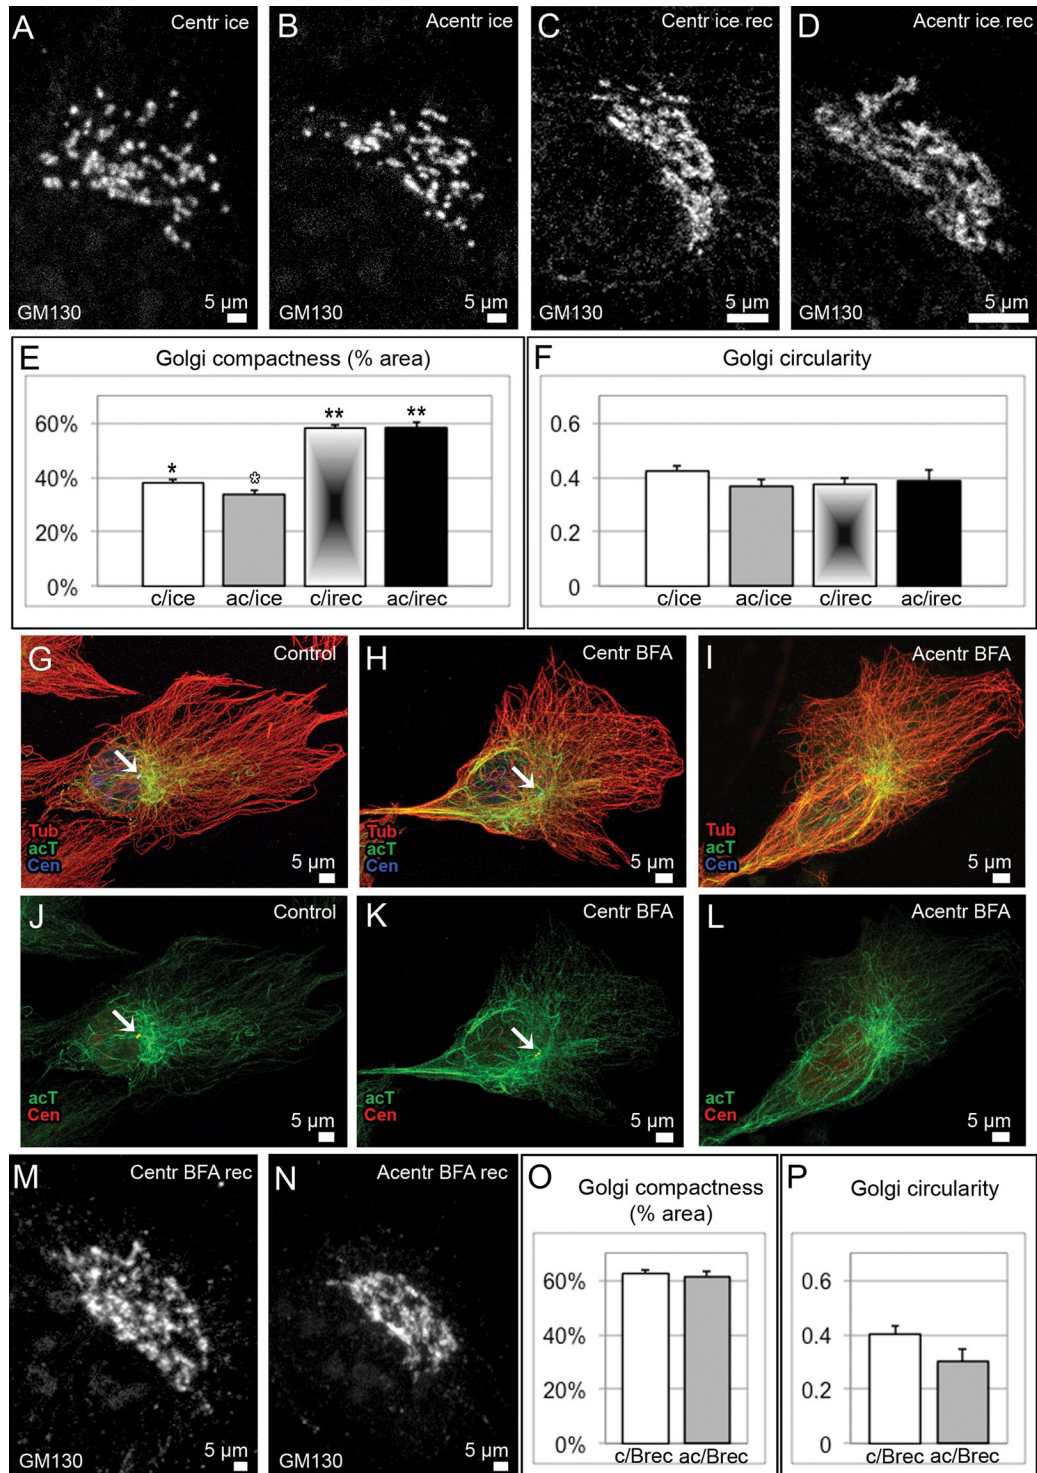 A
Centr ice
GM130
5 μm
B
Acentr ice
5 μm
C
Centr ice rec
GM130
5 μm
D
Acentr ice rec
GM130
5 μm
E
Golgi compactness (% area)
60%
40%
20%
0%
*
*
**
**
c/ice ac/ice c/irec ac/irec
F
Golgi circularity
0.6
0.4
0.2
0
c/ice ac/ice c/irec ac/irec
G
Control
Tub
acT
Cen
5 μm
H
Centr BFA
Tub
acT
Cen
5 μm
I
Acentr BFA
Tub
acT
Cen
5 μm
J
Control
acT
Cen
5 μm
K
Centr BFA
acT
Cen
5 μm
L
Acentr BFA
acT
Cen
5 μm
M
Centr BFA rec
GM130
5 μm
N
Acentr BFA rec
GM130
5 μm
O
Golgi compactness
(% area)
60%
40%
20%
0%
c/Brec ac/Brec
P
Golgi circularity
0.6
0.4
0.2
0
c/Brec ac/Brec